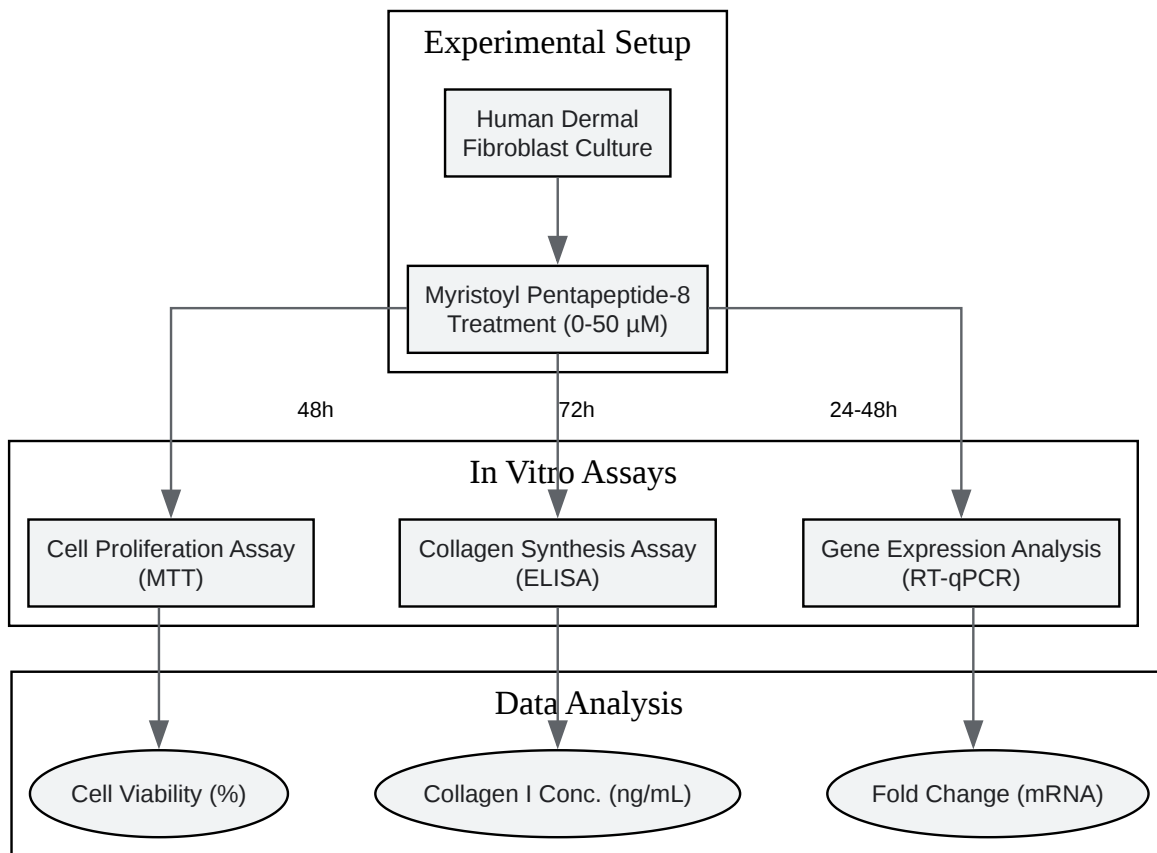 Experimental Setup
Human Dermal
Fibroblast Culture
Myristoyl Pentapeptide-8
Treatment (0-50 µM)
48h
72h
24-48h
In Vitro Assays
Cell Proliferation Assay
(MTT)
Collagen Synthesis Assay
(ELISA)
Gene Expression Analysis
(RT-qPCR)
Data Analysis
Cell Viability (%)
Collagen I Conc. (ng/mL)
Fold Change (mRNA)